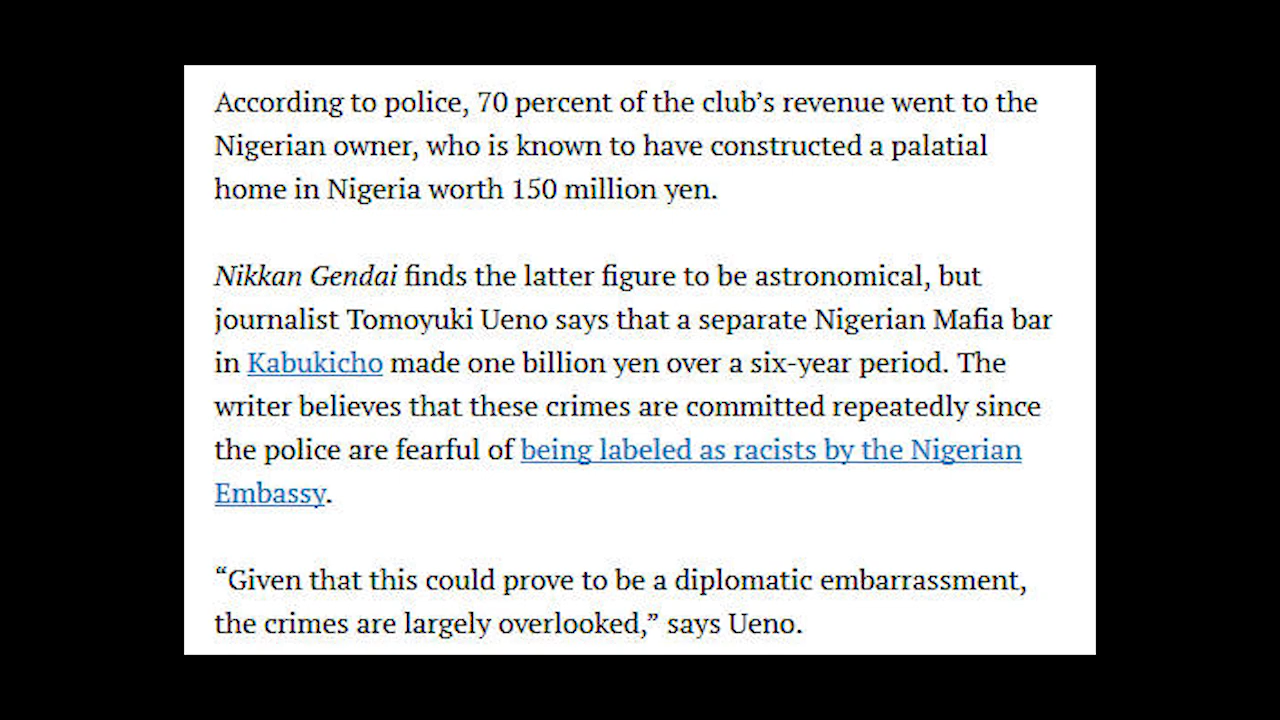 According to police, 70 percent of the club’s revenue went to the
Nigerian owner, who is known to have constructed a palatial
home in Nigeria worth 150 million yen.
Nikkan Gendai finds the latter figure to be astronomical, but
journalist Tomoyuki Ueno says that a separate Nigerian Mafia bar
in Kabukicho made one billion yen over a six-year period. The
writer believes that these crimes are committed repeatedly since
the police are fearful of being labeled as racists by the Nigerian
Embassy.
“Given that this could prove to be a diplomatic embarrassment,
the crimes are largely overlooked,” says Ueno.